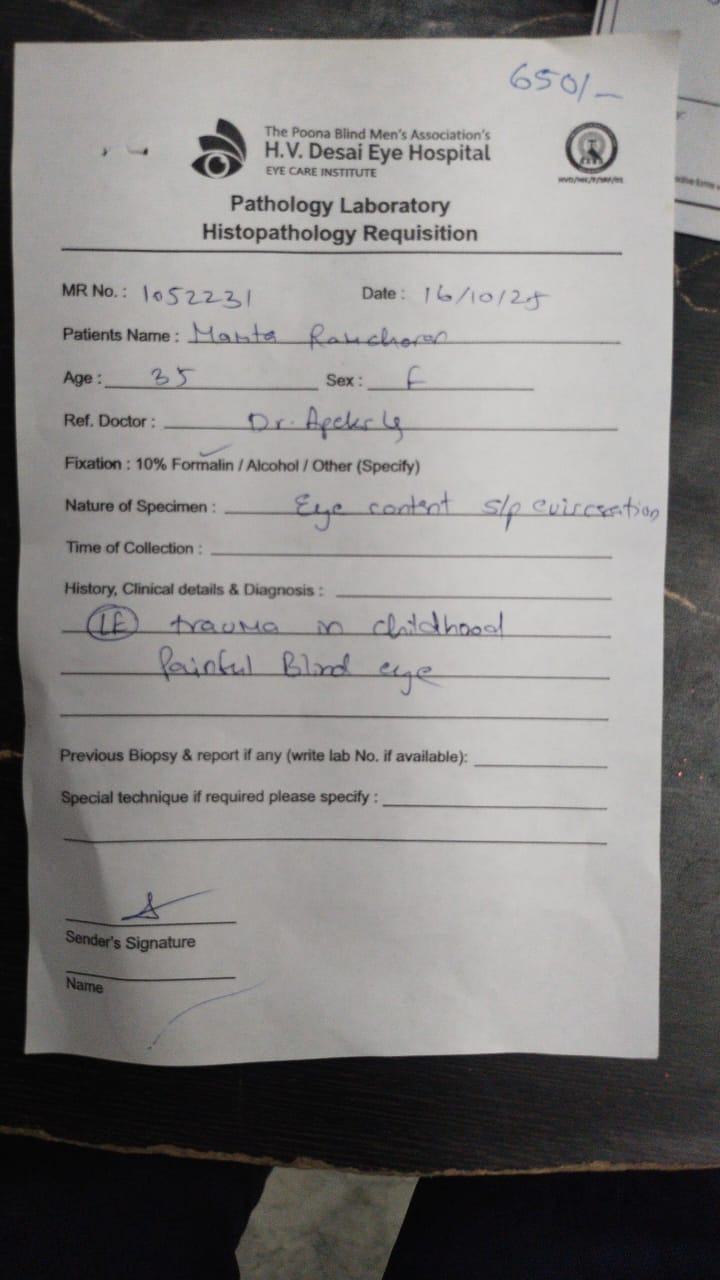 650/-
The Poona Blind Men's Association's
H.V. Desai Eye Hospital
EYE CARE INSTITUTE
Pathology Laboratory
Histopathology Requisition
MR No. : 1052231 Date : 16/10/25
Patients Name : Mamta Ramcharan
Age : 35 Sex : F
Ref. Doctor : Dr.
Fixation : 10% Formalin / Alcohol / Other (Specify)
Nature of Specimen : Eye content s/p evisceration
Time of Collection :
History, Clinical details & Diagnosis :
LE trauma in childhood
Painful Blind eye
Previous Biopsy & report if any (write lab No. if available):
Special technique if required please specify :
Sender's Signature
Name